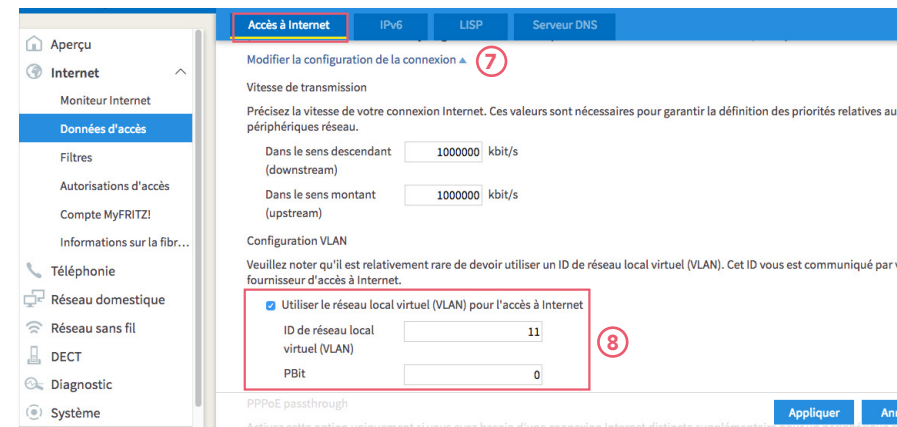 Accès à Internet
IPv6
LISP
Serveur DNS
Aperçu
Internet
Moniteur Internet
Données d'accès
Filtres
Autorisations d'accès
Compte MyFRITZ!
Informations sur la fibr...
Téléphonie
Réseau domestique
Réseau sans fil
DECT
Diagnostic
Système
Modifier la configuration de la connexion
7
Vitesse de transmission
Précisez la vitesse de votre connexion Internet. Ces valeurs sont nécessaires pour garantir la définition des priorités relatives au
périphériques réseau.
Dans le sens descendant 1000000 kbit/s
(downstream)
Dans le sens montant 1000000 kbit/s
(upstream)
Configuration VLAN
Veuillez noter qu'il est relativement rare de devoir utiliser un ID de réseau local virtuel (VLAN). Cet ID vous est communiqué par
fournisseur d'accès à Internet.
Utiliser le réseau local virtuel (VLAN) pour l'accès à Internet
ID de réseau local 11
virtuel (VLAN)
8
PBit 0
PPPoE passthrough
Appliquer